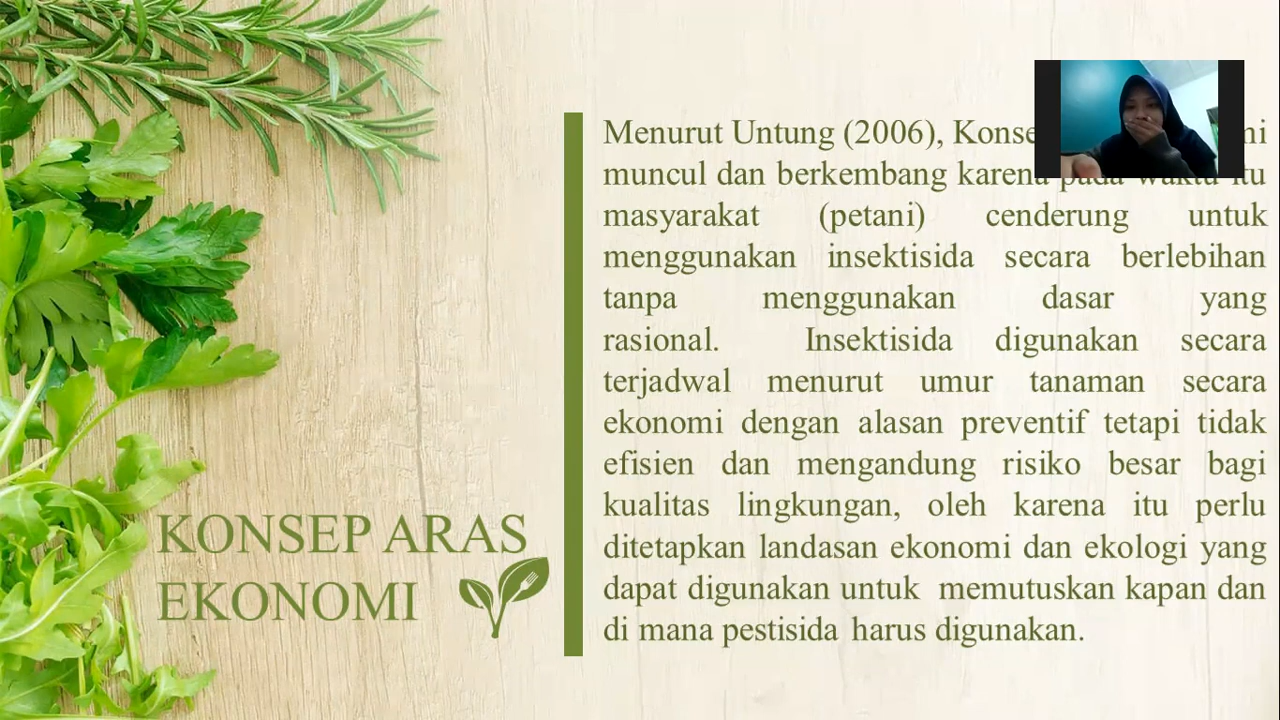 Menurut Untung (2006),
muncul dan berkembang karena pada waktu itu
masyarakat (petani) cenderung untuk
menggunakan insektisida secara berlebihan
tanpa menggunakan dasar yang
rasional. Insektisida digunakan secara
terjadwal menurut umur tanaman secara
ekonomi dengan alasan preventif tetapi tidak
efisien dan mengandung risiko besar bagi
kualitas lingkungan, oleh karena itu perlu
ditetapkan landasan ekonomi dan ekologi yang
dapat digunakan untuk memutuskan kapan dan
di mana pestisida harus digunakan.
KONSEP ARAS
EKONOMI